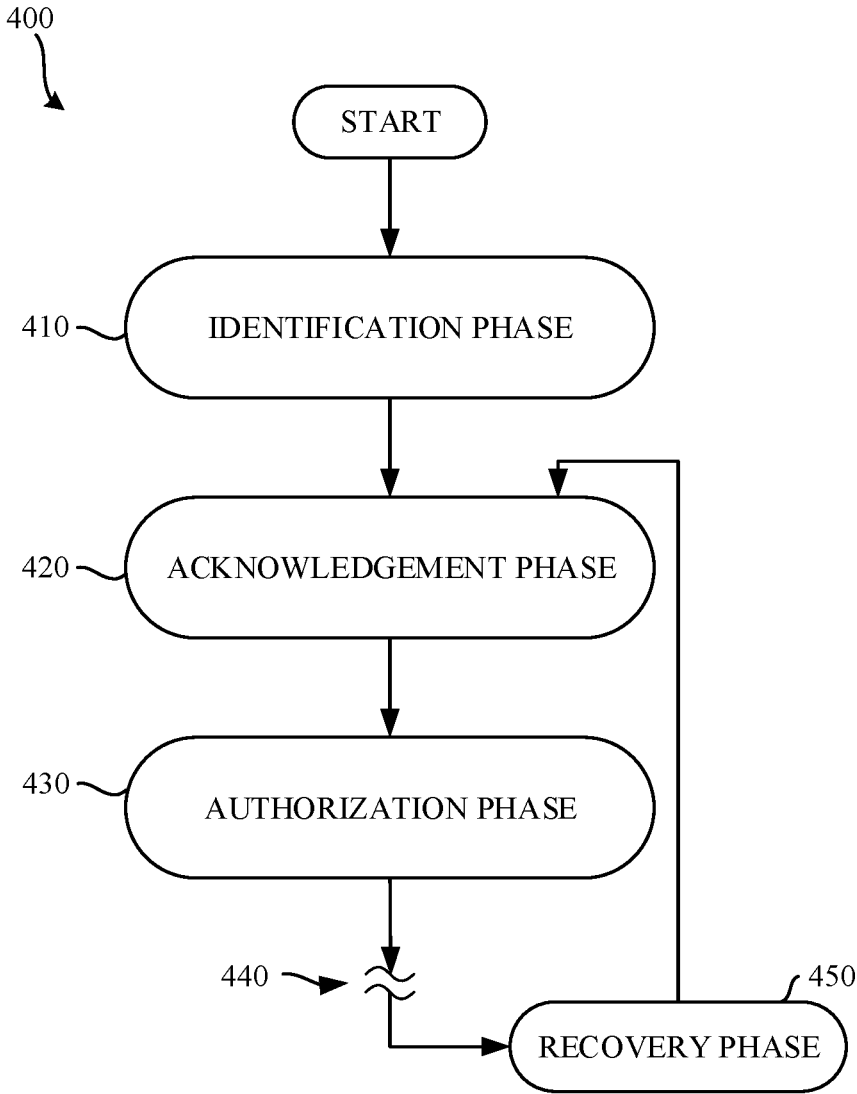 400
START
410
IDENTIFICATION PHASE
420
ACKNOWLEDGEMENT PHASE
430
AUTHORIZATION PHASE
440
450
RECOVERY PHASE